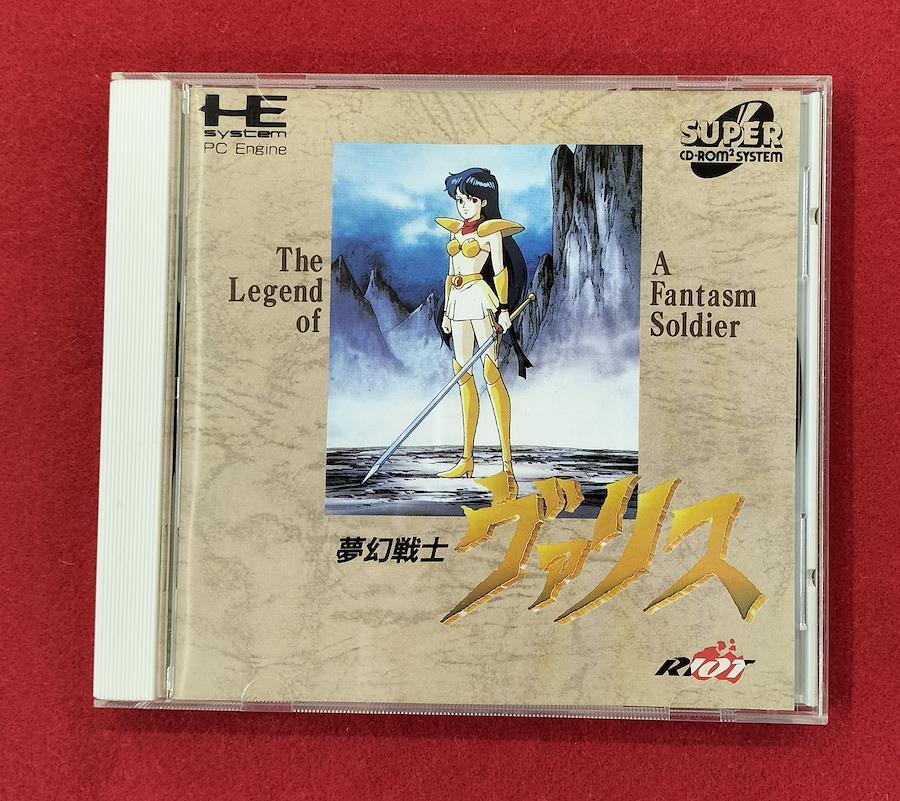 HE
system
PC Engine
SUPER
CD-ROM² SYSTEM
The
Legend
of
A
Fantasm
Soldier
夢幻戦士
ヴァリス
RIOT